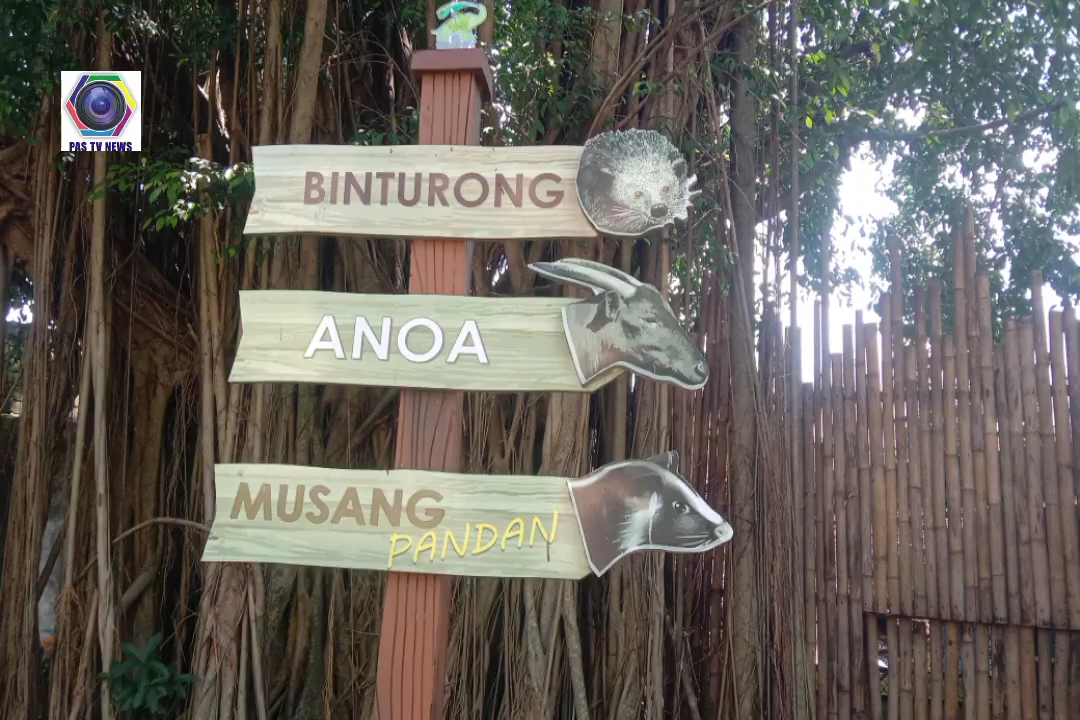 PAS TV NEWS
BINTURONG
ANOA
MUSANG
PANDAN